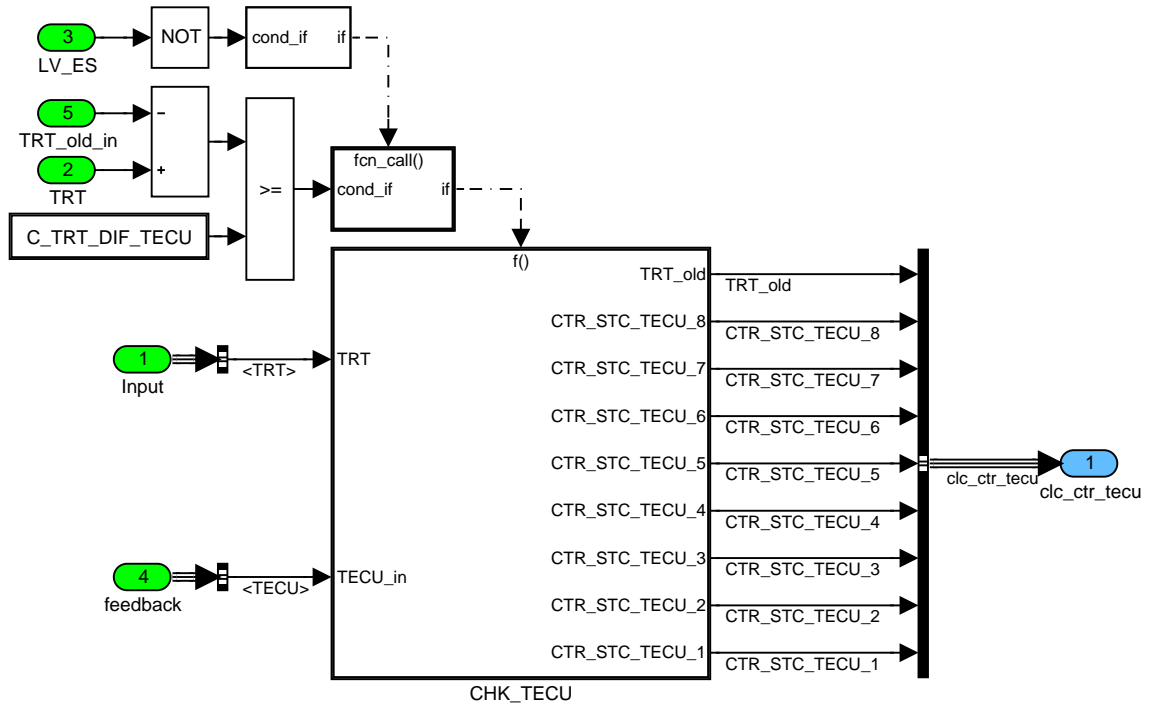 3
NOT
cond_if
if
LV_ES
5
−
TRT_old_in
fcn_call()
2
+
>=
cond_if
if
TRT
C_TRT_DIF_TECU
f()
TRT_old
TRT_old
CTR_STC_TECU_8
CTR_STC_TECU_8
1
<TRT>
TRT
CTR_STC_TECU_7
CTR_STC_TECU_7
Input
CTR_STC_TECU_6
CTR_STC_TECU_6
CTR_STC_TECU_5
CTR_STC_TECU_5
clc_ctr_tecu
1
clc_ctr_tecu
CTR_STC_TECU_4
CTR_STC_TECU_4
CTR_STC_TECU_3
CTR_STC_TECU_3
4
<TECU>
TECU_in
feedback
CTR_STC_TECU_2
CTR_STC_TECU_2
CTR_STC_TECU_1
CTR_STC_TECU_1
CHK_TECU